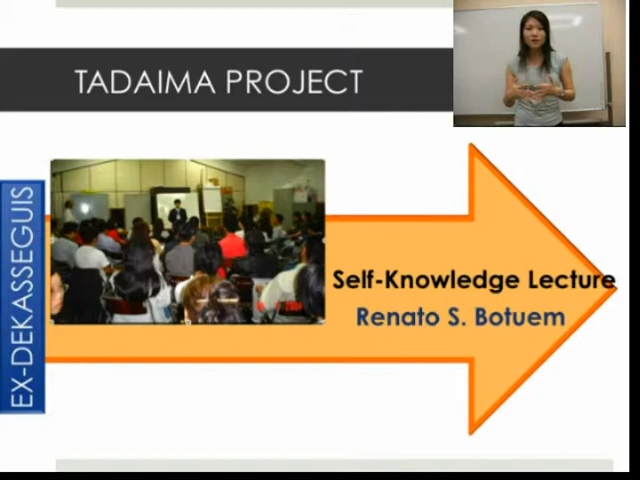 TADAIMA PROJECT
EX-DEKASSEGUIS
Self-Knowledge Lecture
Renato S. Botuem